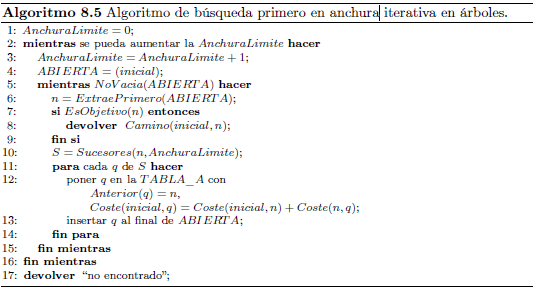 Algoritmo 8.5 Algoritmo de búsqueda primero en anchura iterativa en árboles.
1: AnchuraLimite = 0;
2: mientras se pueda aumentar la AnchuraLimite hacer
3: AnchuraLimite = AnchuraLimite + 1;
4: ABIERTA = (inicial);
5: mientras NoVacia(ABIERTA) hacer
6: n = ExtraePrimero(ABIERTA);
7: si EsObjetivo(n) entonces
8: devolver Camino(inicial, n);
9: fin si
10: S = Sucesores(n, AnchuraLimite);
11: para cada q de S hacer
12: poner q en la TABLA_A con
Anterior(q) = n,
Coste(inicial, q) = Coste(inicial, n) + Coste(n, q);
13: insertar q al final de ABIERTA;
14: fin para
15: fin mientras
16: fin mientras
17: devolver "no encontrado";